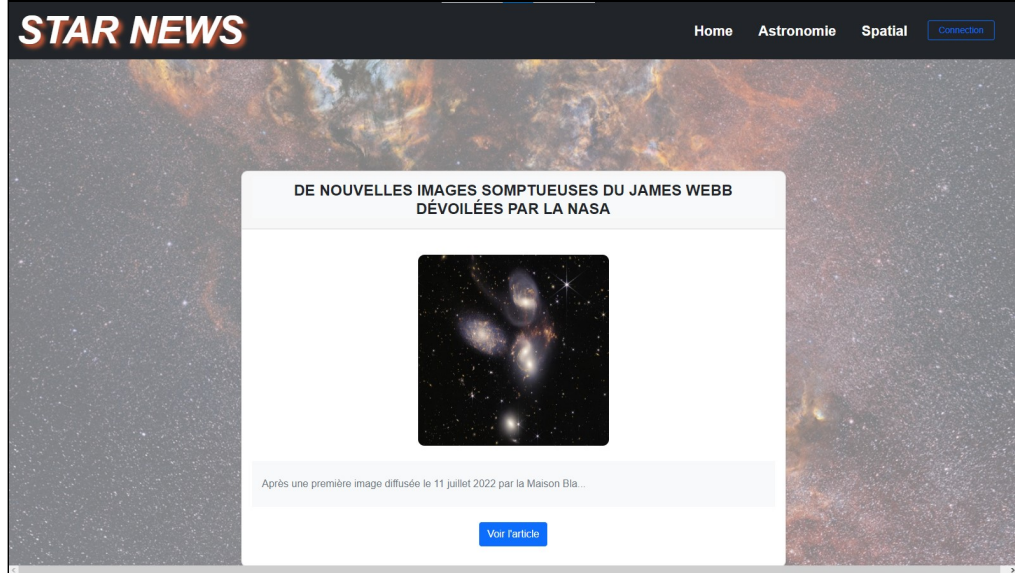 STAR NEWS
Home Astronomie Spatial Connection
DE NOUVELLES IMAGES SOMPTUEUSES DU JAMES WEBB
DÉVOILÉES PAR LA NASA
Après une première image diffusée le 11 juillet 2022 par la Maison Bla...
Voir l'article